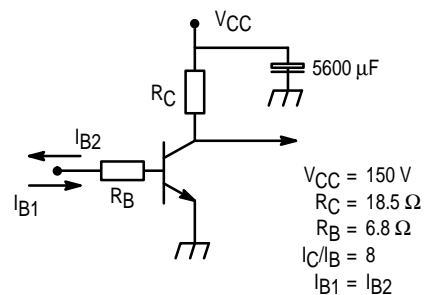 VCC
5600 μF
RC
IB2
RB
IB1
VCC = 150 V
RC = 18.5 Ω
RB = 6.8 Ω
IC/IB = 8
IB1 = IB2